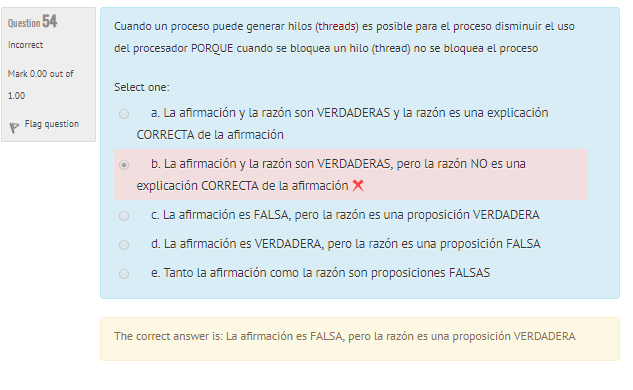 Question 54
Incorrect
Mark 0.00 out of
1.00
Flag question
Cuando un proceso puede generar hilos (threads) es posible para el proceso disminuir el uso
del procesador PORQUE cuando se bloquea un hilo (thread) no se bloquea el proceso
Select one:
a. La afirmación y la razón son VERDADERAS y la razón es una explicación
CORRECTA de la afirmación
b. La afirmación y la razón son VERDADERAS, pero la razón NO es una
explicación CORRECTA de la afirmación
c. La afirmación es FALSA, pero la razón es una proposición VERDADERA
d. La afirmación es VERDADERA, pero la razón es una proposición FALSA
e. Tanto la afirmación como la razón son proposiciones FALSAS
The correct answer is: La afirmación es FALSA, pero la razón es una proposición VERDADERA